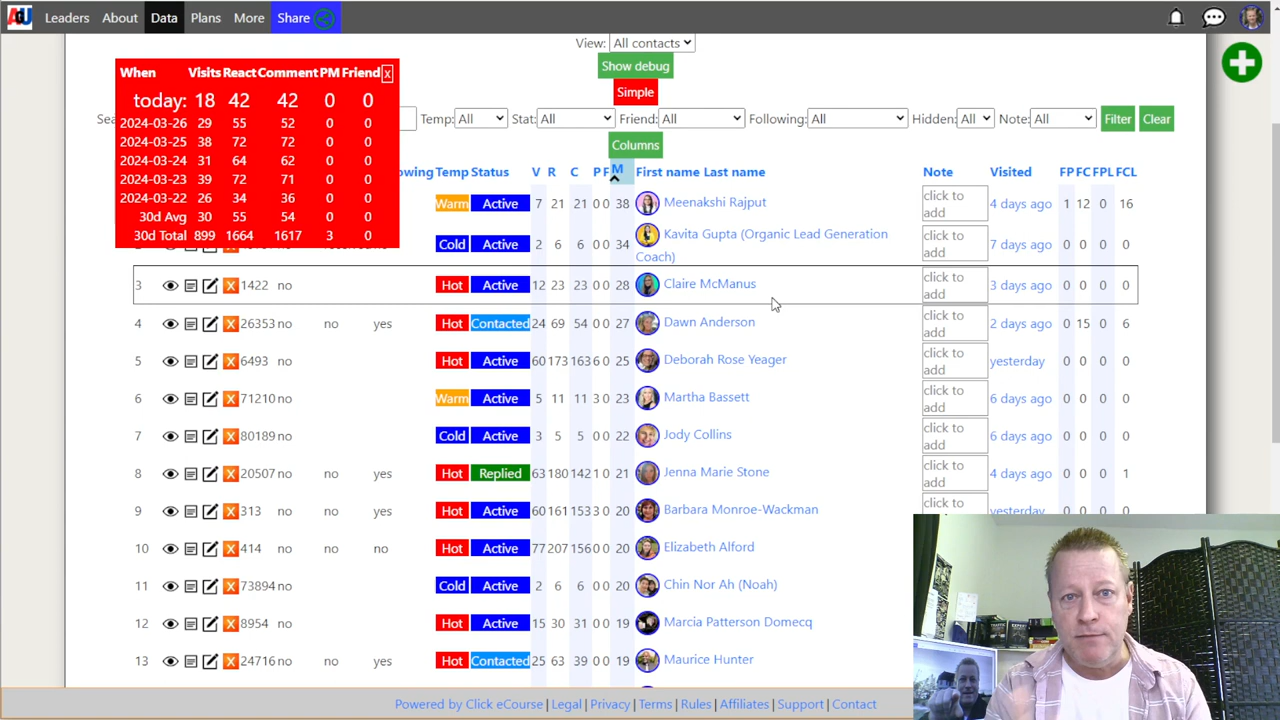 Leaders About Data Plans More Share
View: All contacts
Show debug
Simple
Temp: All Stat: All Friend: All Following: All Hidden: All Note: All Filter Clear
Columns
When Visits React Comment PM Friend x
today: 18 42 42 0 0
2024-03-26 29 55 52 0 0
2024-03-25 38 72 72 0 0
2024-03-24 31 64 62 0 0
2024-03-23 39 72 71 0 0
2024-03-22 26 34 36 0 0
30d Avg 30 55 54 0 0
30d Total 899 1664 1617 3 0
owing Temp Status V R C P F M First name Last name Note Visited FP FC FPL FCL
Warm Active 7 21 21 0 0 38 Meenakshi Rajput click to add 4 days ago 1 12 0 16
Cold Active 2 6 6 0 0 34 Kavita Gupta (Organic Lead Generation Coach) click to add 7 days ago 0 0 0 0
3 X 1422 no Hot Active 12 23 23 0 0 28 Claire McManus click to add 3 days ago 0 0 0 0
4 X 26353 no no yes Hot Contacted 24 69 54 0 0 27 Dawn Anderson click to add 2 days ago 0 15 0 6
5 X 6493 no Hot Active 60 173 163 6 0 25 Deborah Rose Yeager click to add yesterday 0 0 0 0
6 X 71210 no Warm Active 5 11 11 3 0 23 Martha Bassett click to add 6 days ago 0 0 0 0
7 X 80189 no Cold Active 3 5 5 0 0 22 Jody Collins click to add 6 days ago 0 0 0 0
8 X 20507 no no yes Hot Replied 63 180 142 1 0 21 Jenna Marie Stone click to add 4 days ago 0 0 0 1
9 X 313 no no yes Hot Active 60 161 153 3 0 20 Barbara Monroe-Wackman click to yesterday 0 0 0 0
10 X 414 no no no Hot Active 77 207 156 0 0 20 Elizabeth Alford
11 X 73894 no Cold Active 2 6 6 0 0 20 Chin Nor Ah (Noah)
12 X 8954 no Hot Active 15 30 31 0 0 19 Marcia Patterson Domecq
13 X 24716 no no yes Hot Contacted 25 63 39 0 0 19 Maurice Hunter
Powered by Click eCourse | Legal | Privacy | Terms | Rules | Affiliates | Support | Contact